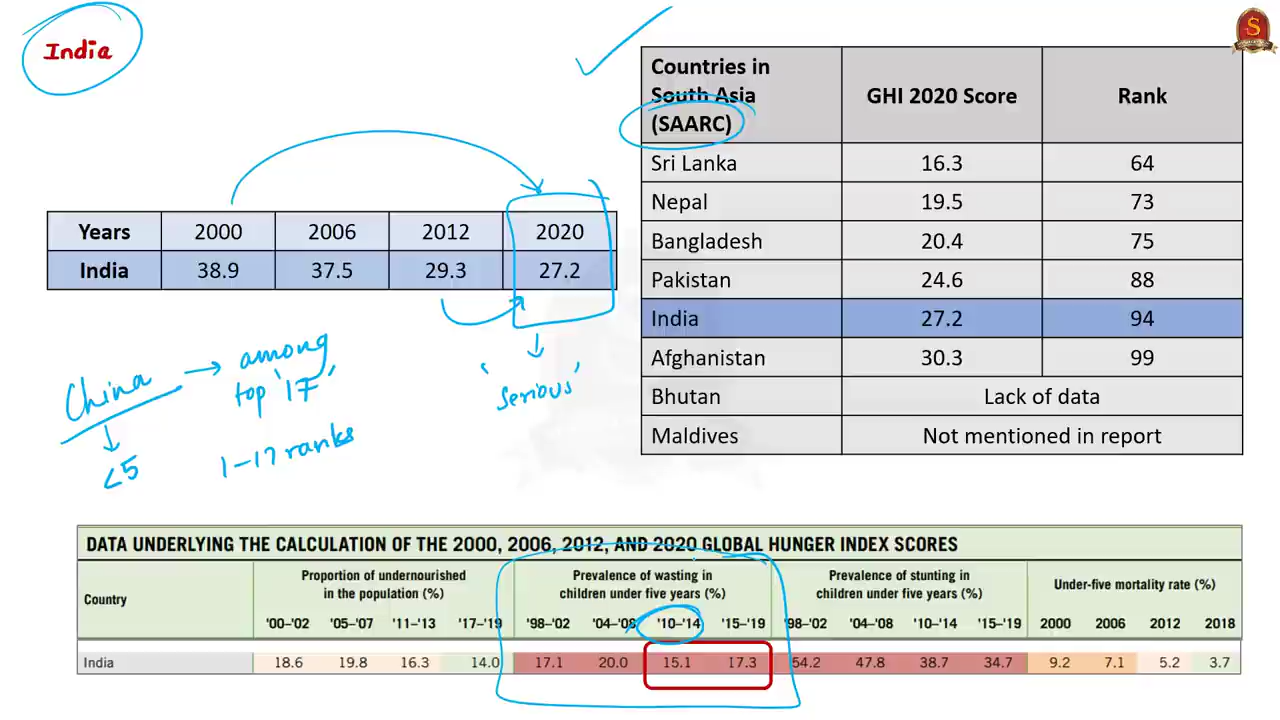 India
S
Countries in South Asia (SAARC) GHI 2020 Score Rank
Sri Lanka 16.3 64
Nepal 19.5 73
Bangladesh 20.4 75
Pakistan 24.6 88
India 27.2 94
Afghanistan 30.3 99
Bhutan Lack of data
Maldives Not mentioned in report
Years 2000 2006 2012 2020
India 38.9 37.5 29.3 27.2
'Serious'
China → among
top '17'
<5
1-17 ranks
DATA UNDERLYING THE CALCULATION OF THE 2000, 2006, 2012, AND 2020 GLOBAL HUNGER INDEX SCORES
Country
Proportion of undernourished in the population (%)
Prevalence of wasting in children under five years (%)
Prevalence of stunting in children under five years (%)
Under-five mortality rate (%)
'00–'02 '05–'07 '11–'13 '17–'19 '98–'02 '04–'08 '10–'14 '15–'19 '98–'02 '04–'08 '10–'14 '15–'19 2000 2006 2012 2018
India 18.6 19.8 16.3 14.0 17.1 20.0 15.1 17.3 54.2 47.8 38.7 34.7 9.2 7.1 5.2 3.7